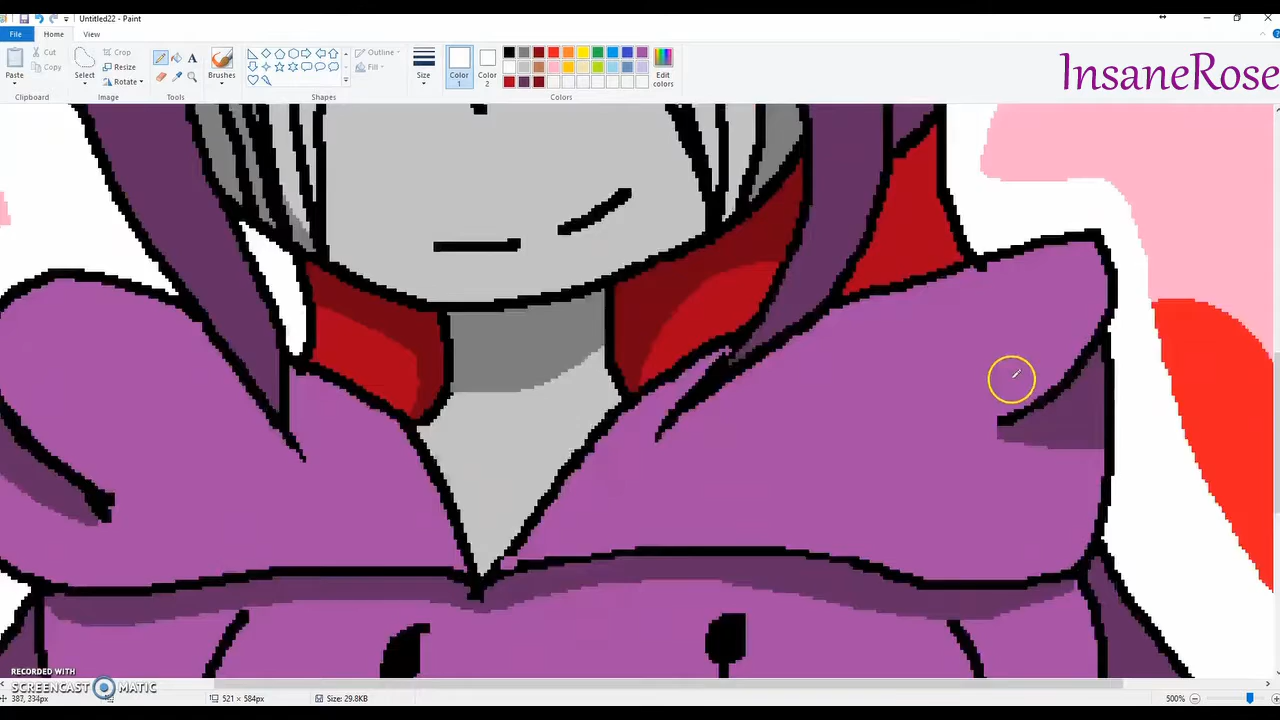 Untitled22 - Paint
File Home View
Paste
Cut
Copy
Clipboard
Select
Crop
Resize
Rotate
Image
Tools
Brushes
Shapes
Outline
Fill
Size
Color 1
Color 2
Edit colors
Colors
InsaneRose
RECORDED WITH
SCREENCAST MATIC
387, 234px
521 × 584px
Size: 29.8KB
500%